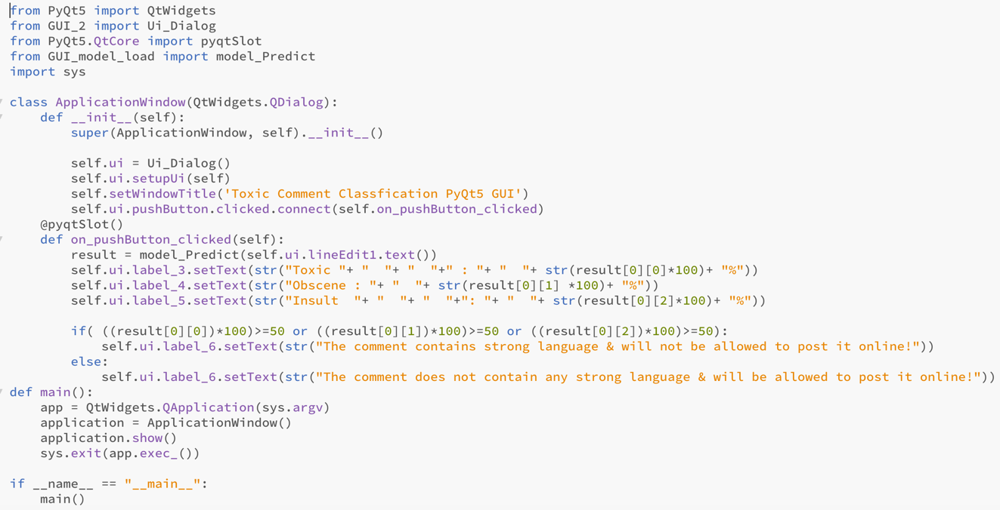 from PyQt5 import QtWidgets
from GUI_2 import Ui_Dialog
from PyQt5.QtCore import pyqtSlot
from GUI_model_load import model_Predict
import sys

class ApplicationWindow(QtWidgets.QDialog):
    def __init__(self):
        super(ApplicationWindow, self).__init__()

        self.ui = Ui_Dialog()
        self.ui.setupUi(self)
        self.setWindowTitle('Toxic Comment Classfication PyQt5 GUI')
        self.ui.pushButton.clicked.connect(self.on_pushButton_clicked)
    @pyqtSlot()
    def on_pushButton_clicked(self):
        result = model_Predict(self.ui.lineEdit1.text())
        self.ui.label_3.setText(str("Toxic "+ "  "+ "  "+" : "+ "  "+ str(result[0][0]*100)+ "%"))
        self.ui.label_4.setText(str("Obscene : "+ "  "+ str(result[0][1] *100)+ "%"))
        self.ui.label_5.setText(str("Insult  "+ "  "+ "  "+": "+ "  "+ str(result[0][2]*100)+ "%"))

        if( ((result[0][0])*100)>=50 or ((result[0][1])*100)>=50 or ((result[0][2])*100)>=50):
            self.ui.label_6.setText(str("The comment contains strong language & will not be allowed to post it online!"))
        else:
            self.ui.label_6.setText(str("The comment does not contain any strong language & will be allowed to post it online!"))
def main():
    app = QtWidgets.QApplication(sys.argv)
    application = ApplicationWindow()
    application.show()
    sys.exit(app.exec_())

if __name__ == "__main__":
    main()